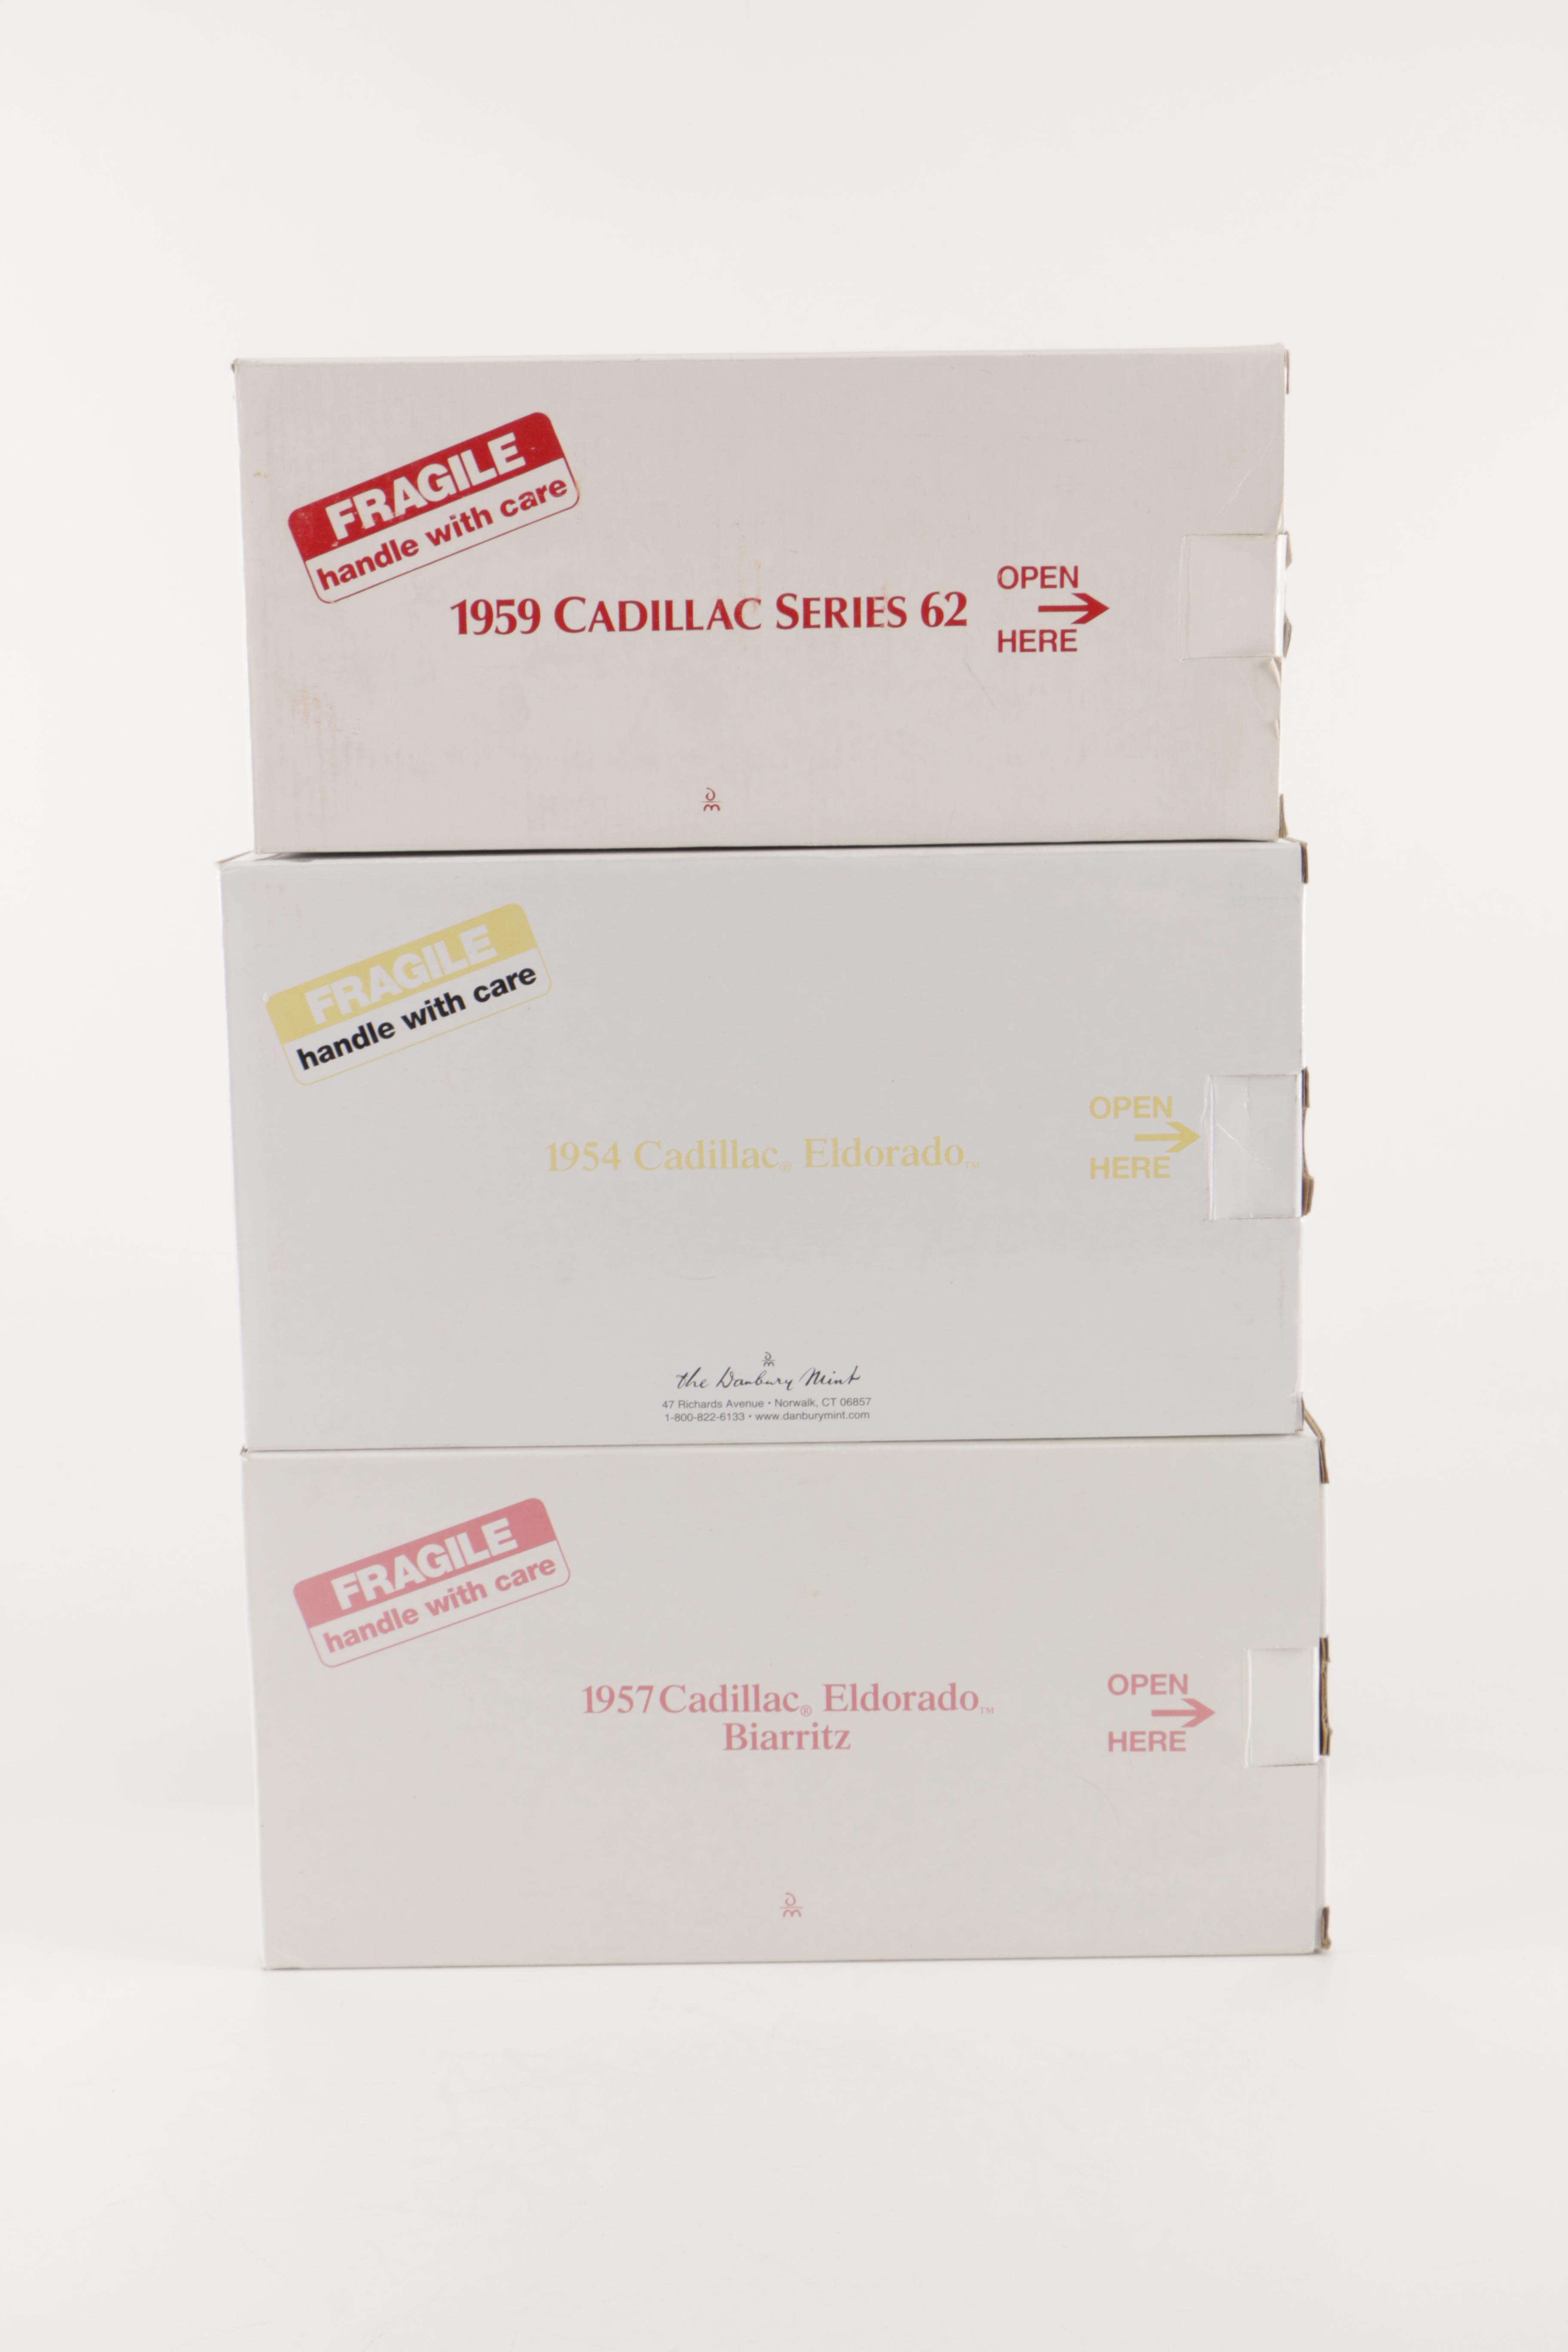 FRAGILE
handle with care
1959 CADILLAC SERIES 62
OPEN
HERE
FRAGILE
handle with care
1954 Cadillac® Eldorado™
OPEN
HERE
the Danbury Mint
47 Richards Avenue • Norwalk, CT 06857
1-800-822-6133 • www.danburymint.com
FRAGILE
handle with care
1957 Cadillac® Eldorado™
Biarritz
OPEN
HERE